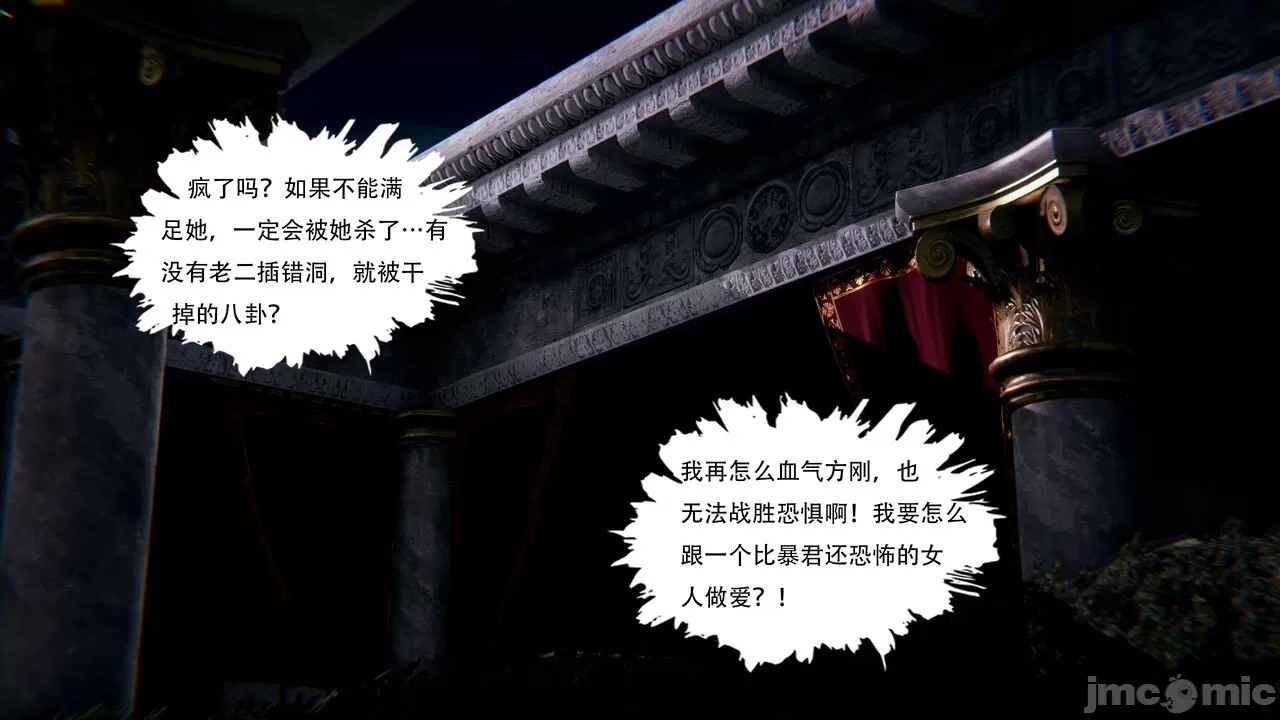 疯了吗？如果不能满
足她，一定会被她杀了…有
没有老二插错洞，就被干
掉的八卦？
我再怎么血气方刚，也
无法战胜恐惧啊！我要怎么
跟一个比暴君还恐怖的女
人做爱？！
jmcomic